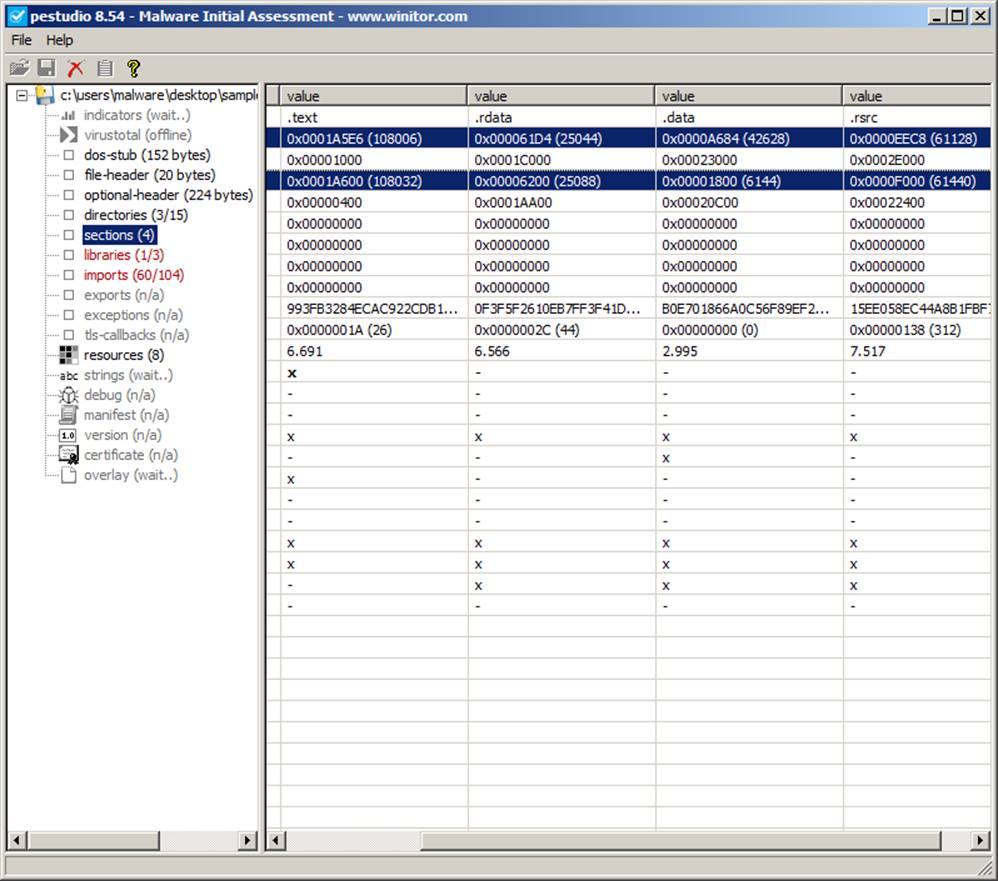 pestudio 8.54 - Malware Initial Assessment - www.winitor.com
File Help
c:\users\malware\desktop\sampl
indicators (wait..)
virustotal (offline)
dos-stub (152 bytes)
file-header (20 bytes)
optional-header (224 bytes)
directories (3/15)
sections (4)
libraries (1/3)
imports (60/104)
exports (n/a)
exceptions (n/a)
tls-callbacks (n/a)
resources (8)
abc strings (wait..)
debug (n/a)
manifest (n/a)
1.0 version (n/a)
certificate (n/a)
overlay (wait..)
value value value value
.text .rdata .data .rsrc
0x0001A5E6 (108006) 0x000061D4 (25044) 0x0000A684 (42628) 0x0000EEC8 (61128)
0x00001000 0x0001C000 0x00023000 0x0002E000
0x0001A600 (108032) 0x00006200 (25088) 0x00001800 (6144) 0x0000F000 (61440)
0x00000400 0x0001AA00 0x00020C00 0x00022400
0x00000000 0x00000000 0x00000000 0x00000000
0x00000000 0x00000000 0x00000000 0x00000000
0x00000000 0x00000000 0x00000000 0x00000000
0x00000000 0x00000000 0x00000000 0x00000000
993FB3284ECAC922CDB1... 0F3F5F2610EB7FF3F41D... B0E701866A0C56F89EF2... 15EE058EC44A8B1FBF
0x0000001A (26) 0x0000002C (44) 0x00000000 (0) 0x00000138 (312)
6.691 6.566 2.995 7.517
x - - -
- - - -
- - - -
x x x x
- - x -
x - - -
- - - -
- - - -
x x x x
x x x x
- x x x
- - - -